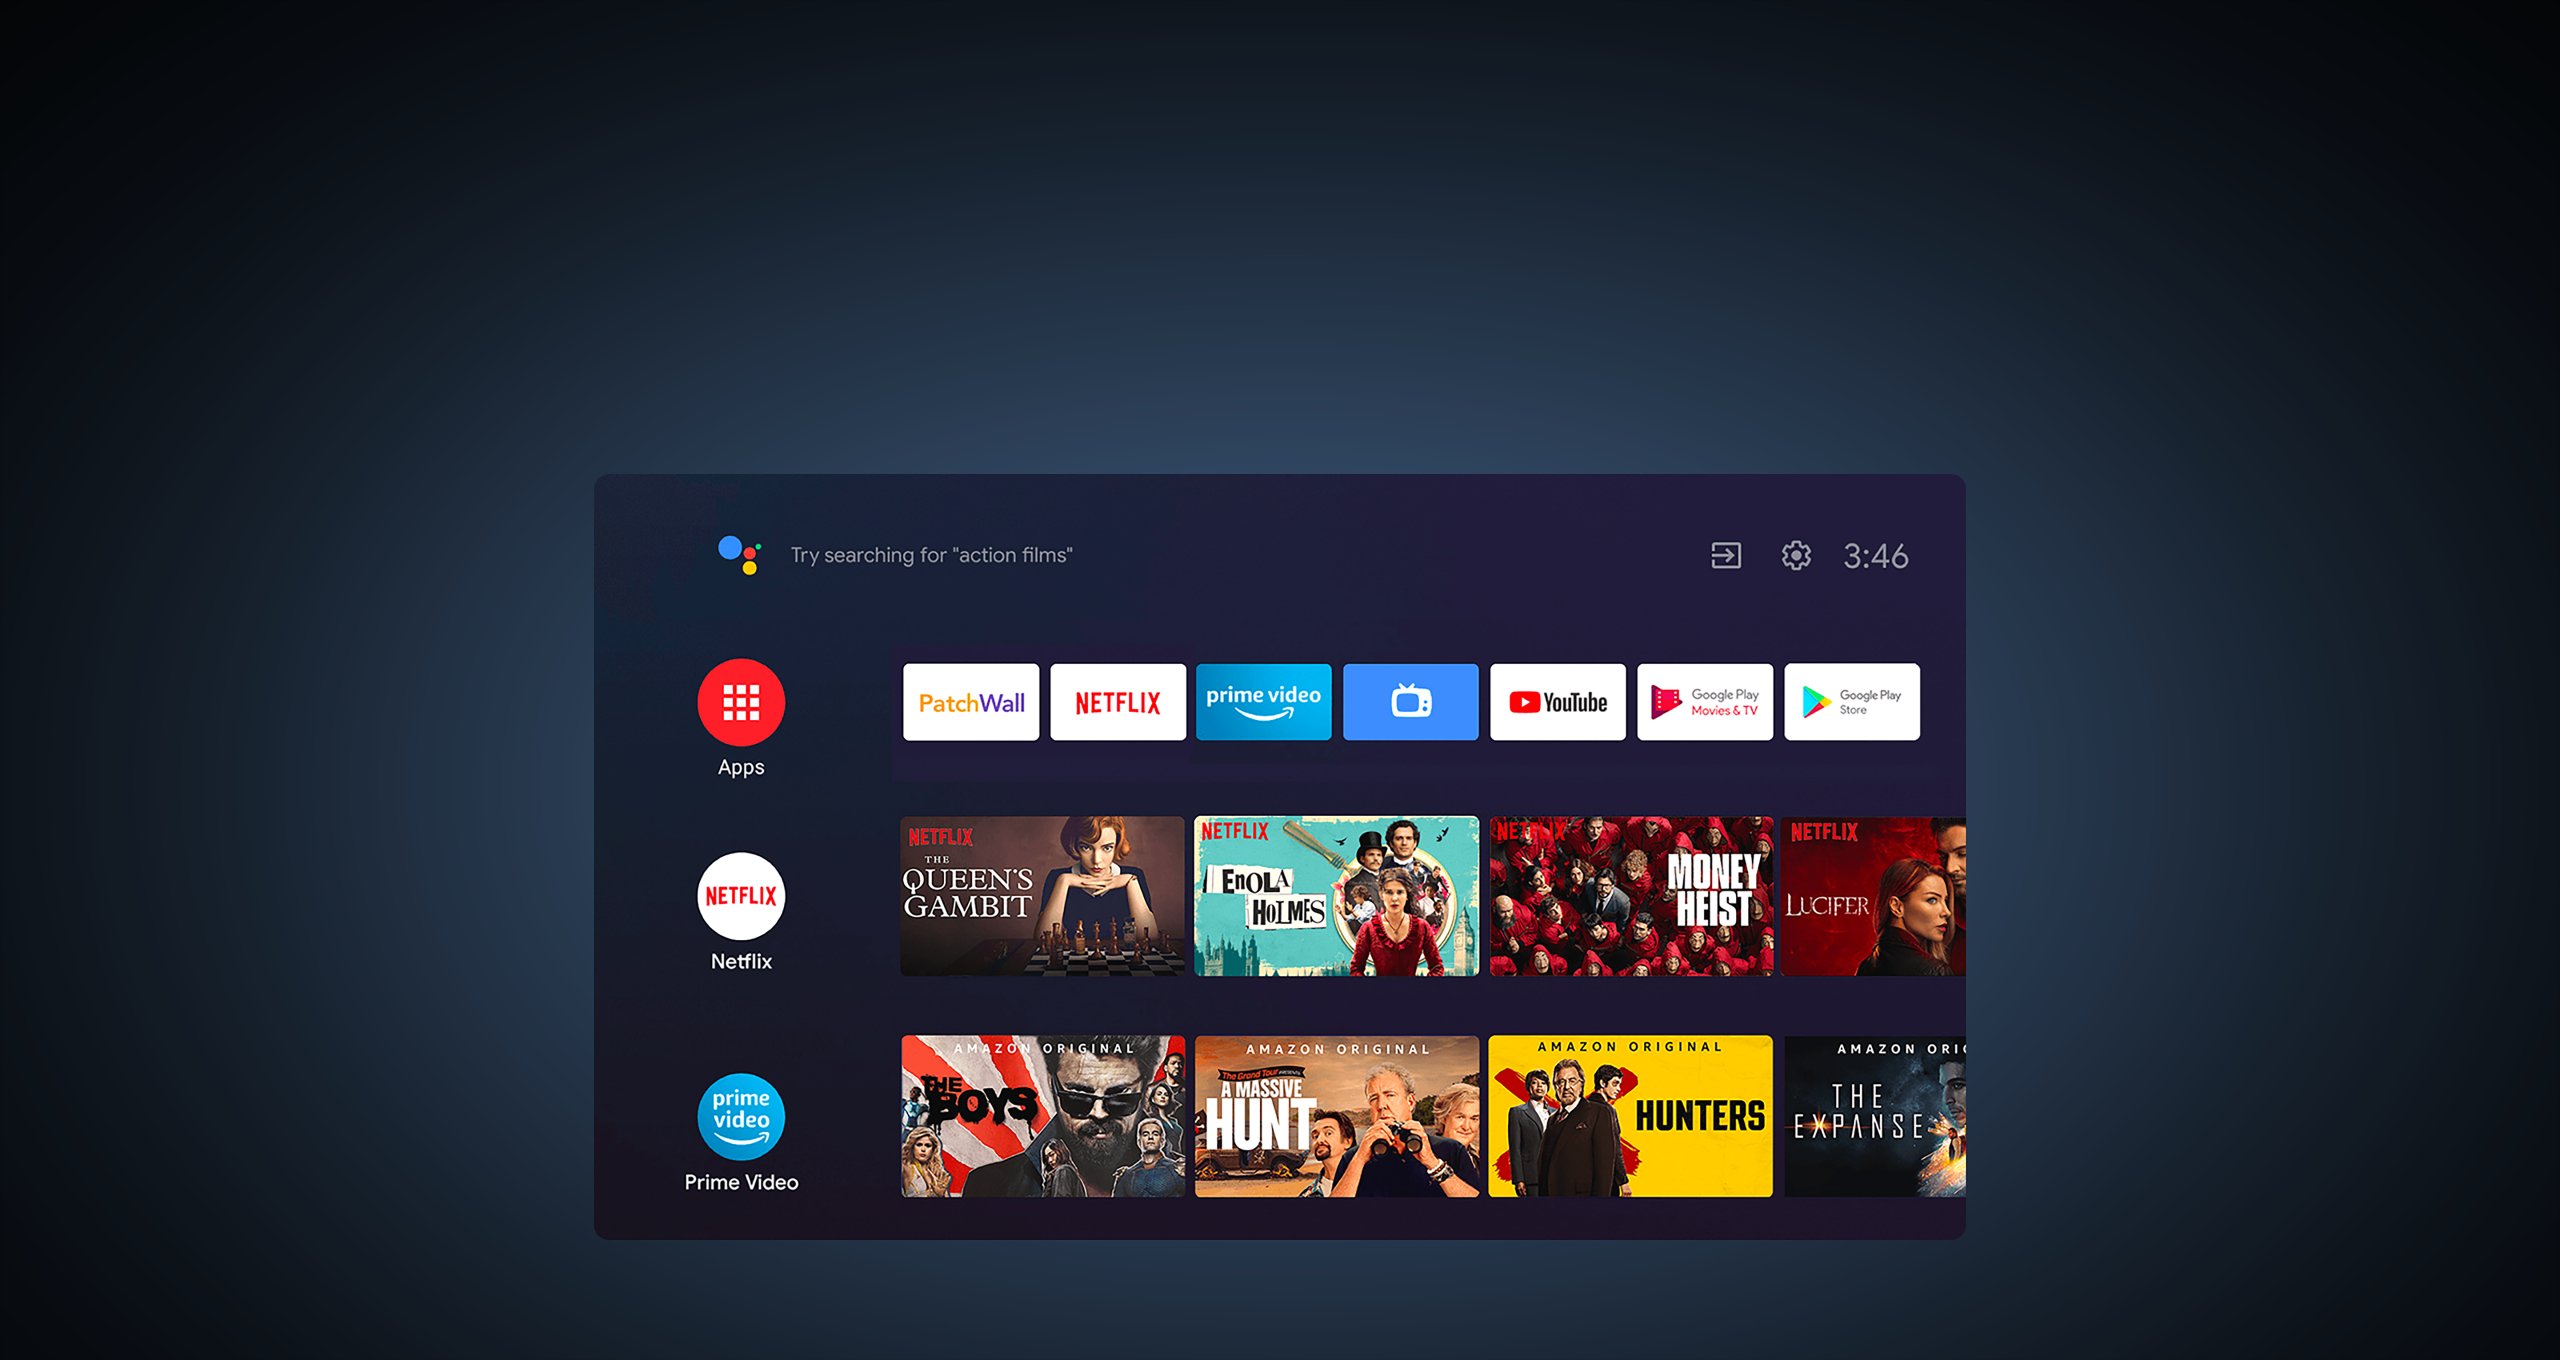 Try searching for "action films"
3:46
PatchWall
NETFLIX
prime video
YouTube
Google Play
Movies & TV
Google Play
Store
Apps
NETFLIX
THE
QUEEN'S
GAMBIT
NETFLIX
ENOLA
HOLMES
NETFLIX
MONEY
HEIST
NETFLIX
LUCIFER
NETFLIX
Netflix
AMAZON ORIGINAL
THE
BOYS
AMAZON ORIGINAL
The Grand Tour PRESENTS
A MASSIVE
HUNT
AMAZON ORIGINAL
HUNTERS
AMAZON ORI
THE
EXPANSE
prime
video
Prime Video